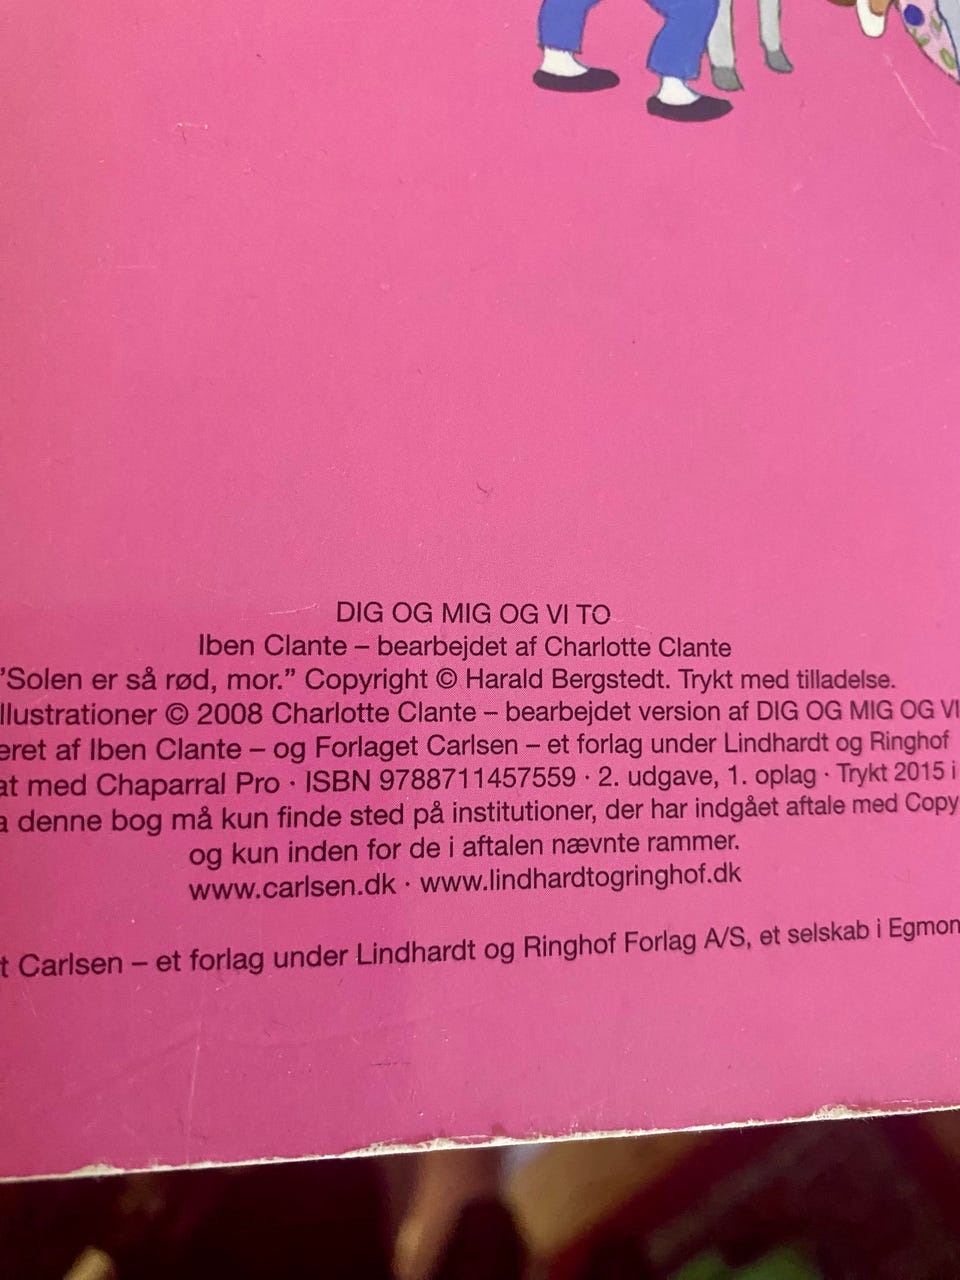 DIG OG MIG OG VI TO
Iben Clante – bearbejdet af Charlotte Clante
"Solen er så rød, mor." Copyright © Harald Bergstedt. Trykt med tilladelse.
llustrationer © 2008 Charlotte Clante – bearbejdet version af DIG OG MIG OG VI
eret af Iben Clante – og Forlaget Carlsen – et forlag under Lindhardt og Ringhof
at med Chaparral Pro · ISBN 9788711457559 · 2. udgave, 1. oplag · Trykt 2015 i
a denne bog må kun finde sted på institutioner, der har indgået aftale med Copy
og kun inden for de i aftalen nævnte rammer.
www.carlsen.dk · www.lindhardtogringhof.dk
t Carlsen – et forlag under Lindhardt og Ringhof Forlag A/S, et selskab i Egmon